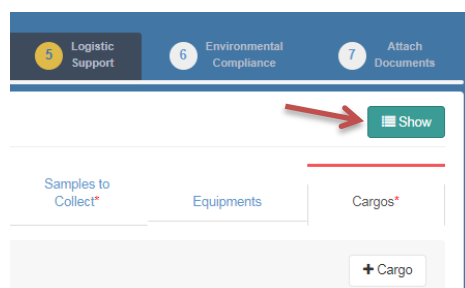 5 Logistic Support
6 Environmental Compliance
7 Attach Documents
Show
Samples to Collect*
Equipments
Cargos*
+ Cargo